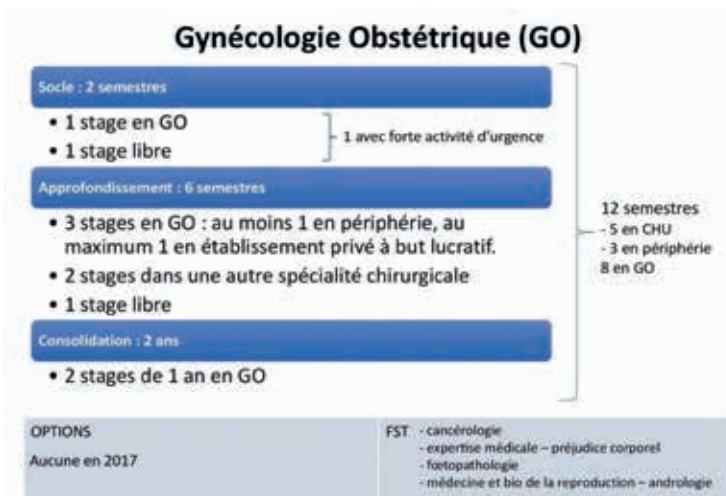 Gynécologie Obstétrique (GO)
Socle : 2 semestres
• 1 stage en GO
• 1 stage libre
1 avec forte activité d'urgence
Approfondissement : 6 semestres
• 3 stages en GO : au moins 1 en périphérie, au
maximum 1 en établissement privé à but lucratif.
• 2 stages dans une autre spécialité chirurgicale
• 1 stage libre
Consolidation : 2 ans
• 2 stages de 1 an en GO
12 semestres
- 5 en CHU
- 3 en périphérie
8 en GO
OPTIONS
Aucune en 2017
FST - cancérologie
- expertise médicale – préjudice corporel
- fœtopathologie
- médecine et bio de la reproduction – andrologie